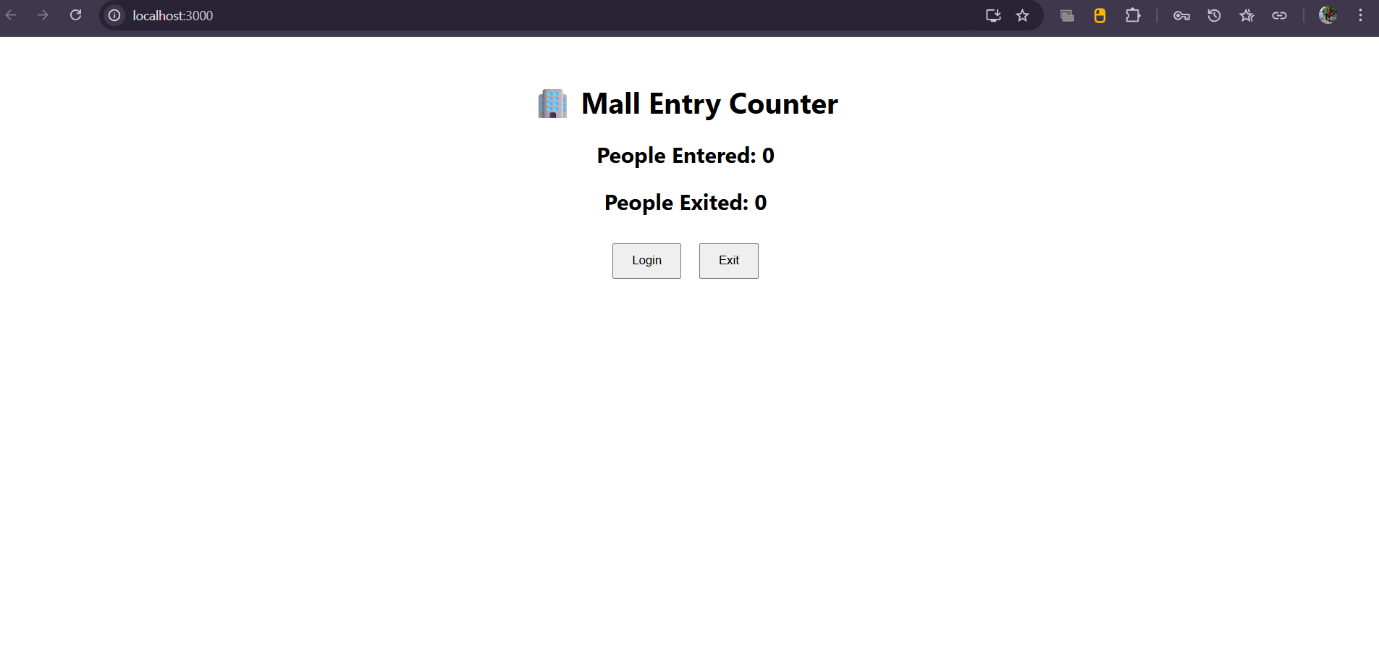 localhost:3000
Mall Entry Counter
People Entered: 0
People Exited: 0
Login Exit